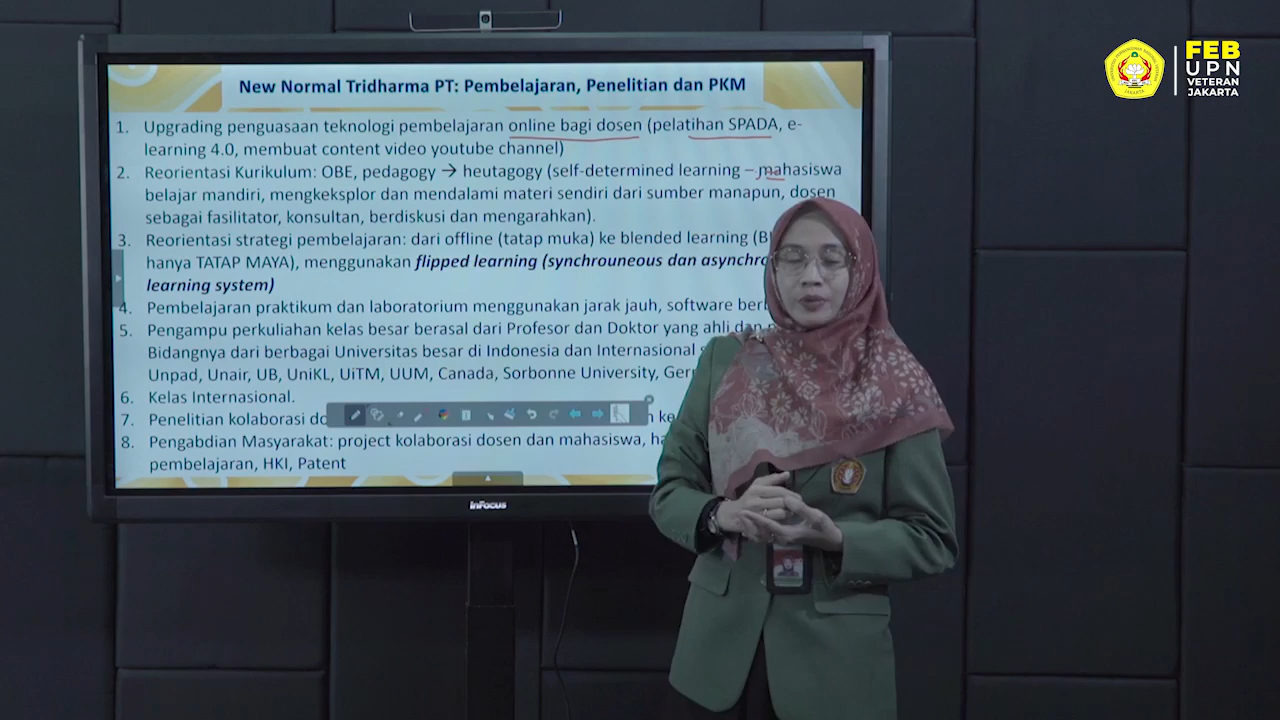 FEB
UPN
VETERAN
JAKARTA
New Normal Tridharma PT: Pembelajaran, Penelitian dan PKM
1. Upgrading penguasaan teknologi pembelajaran online bagi dosen (pelatihan SPADA, e-
learning 4.0, membuat content video youtube channel)
2. Reorientasi Kurikulum: OBE, pedagogy → heutagogy (self-determined learning – mahasiswa
belajar mandiri, mengkeksplor dan mendalami materi sendiri dari sumber manapun, dosen
sebagai fasilitator, konsultan, berdiskusi dan mengarahkan).
3. Reorientasi strategi pembelajaran: dari offline (tatap muka) ke blended learning
hanya TATAP MAYA), menggunakan flipped learning (synchrouneous dan
learning system)
4. Pembelajaran praktikum dan laboratorium menggunakan jarak jauh, software
5. Pengampu perkuliahan kelas besar berasal dari Profesor dan Doktor yang ahli dan
Bidangnya dari berbagai Universitas besar di Indonesia dan Internasional
Unpad, Unair, UB, UniKL, UiTM, UUM, Canada, Sorbonne University,
6. Kelas Internasional.
7. Penelitian kolaborasi
8. Pengabdian Masyarakat: project kolaborasi dosen dan mahasiswa,
pembelajaran, HKI, Patent
InFocus